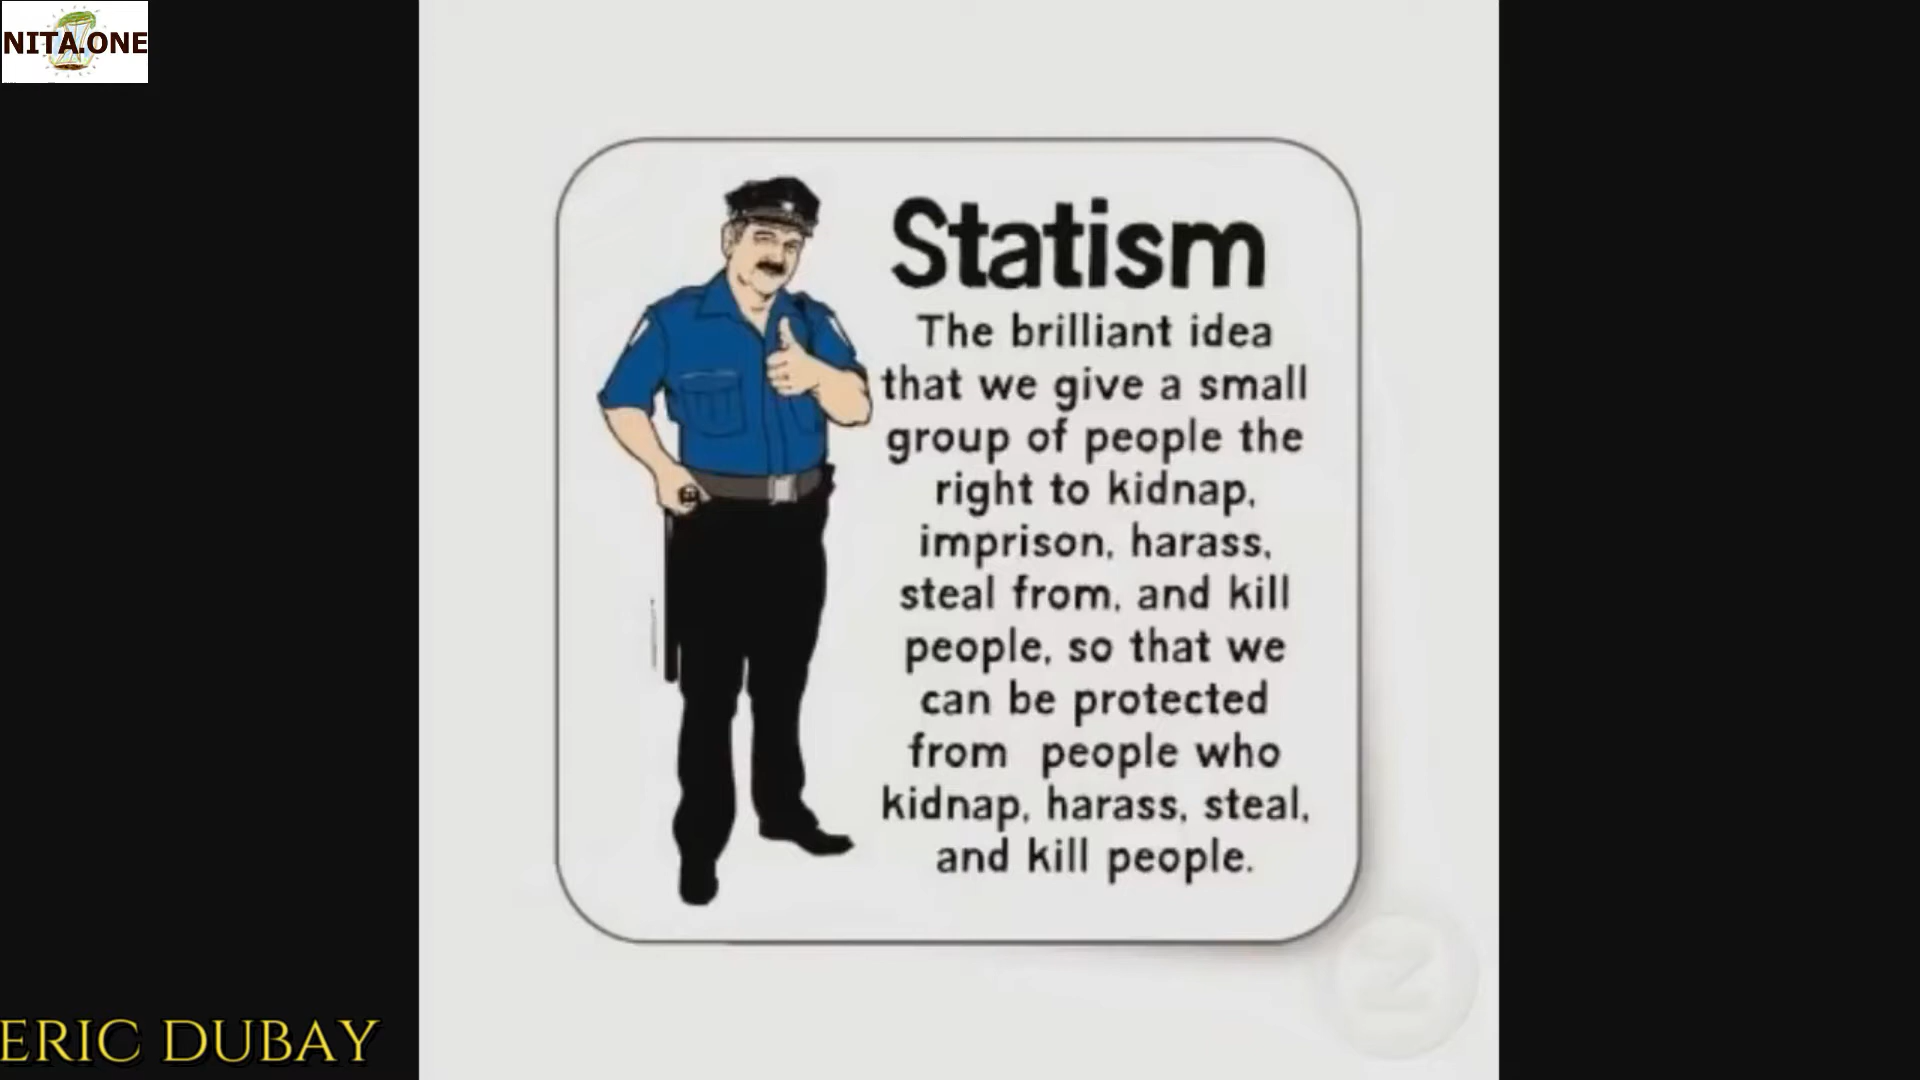 NITA.ONE
Statism
The brilliant idea
that we give a small
group of people the
right to kidnap,
imprison, harass,
steal from, and kill
people, so that we
can be protected
from people who
kidnap, harass, steal,
and kill people.
ERIC DUBAY